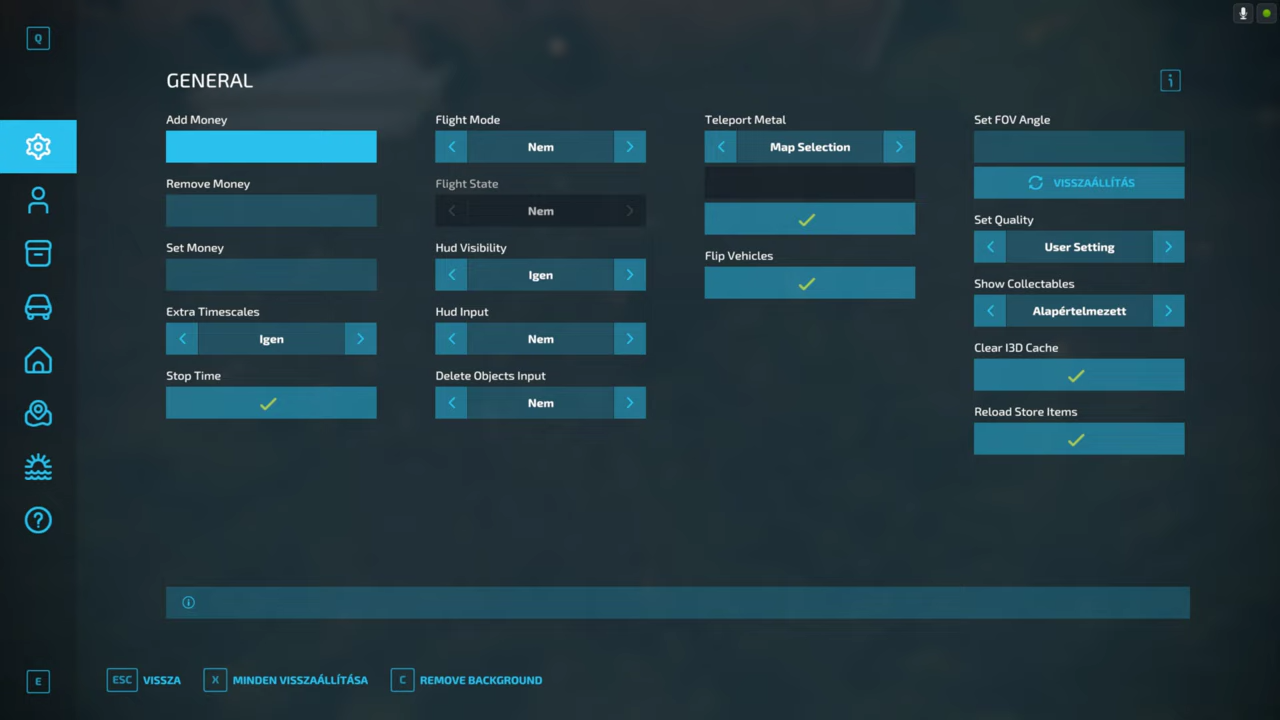 Q
GENERAL
Add Money
Remove Money
Set Money
Extra Timescales
Igen
Stop Time
Flight Mode
Nem
Flight State
Nem
Hud Visibility
Igen
Hud Input
Nem
Delete Objects Input
Nem
Teleport Metal
Map Selection
Flip Vehicles
Set FOV Angle
VISSZAÁLLÍTÁS
Set Quality
User Setting
Show Collectables
Alapértelmezett
Clear I3D Cache
Reload Store Items
E
ESC VISSZA X MINDEN VISSZAÁLLÍTÁSA C REMOVE BACKGROUND